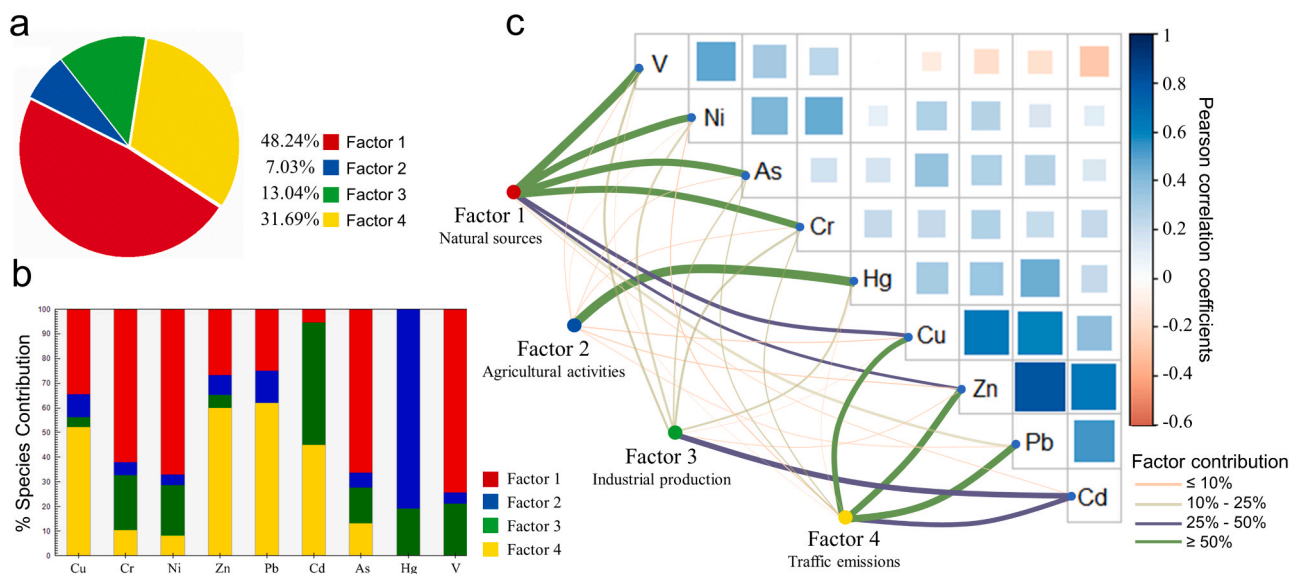 a
48.24% Factor 1
7.03% Factor 2
13.04% Factor 3
31.69% Factor 4
b
% Species Contribution
100
90
80
70
60
50
40
30
20
10
0
Cu Cr Ni Zn Pb Cd As Hg V
Factor 1
Factor 2
Factor 3
Factor 4
c
V
Ni
As
Cr
Hg
Cu
Zn
Pb
Cd
Factor 1
Natural sources
Factor 2
Agricultural activities
Factor 3
Industrial production
Factor 4
Traffic emissions
1
0.8
0.6
0.4
0.2
0
-0.2
-0.4
-0.6
Pearson correlation coefficients
Factor contribution
≤ 10%
10% - 25%
25% - 50%
≥ 50%